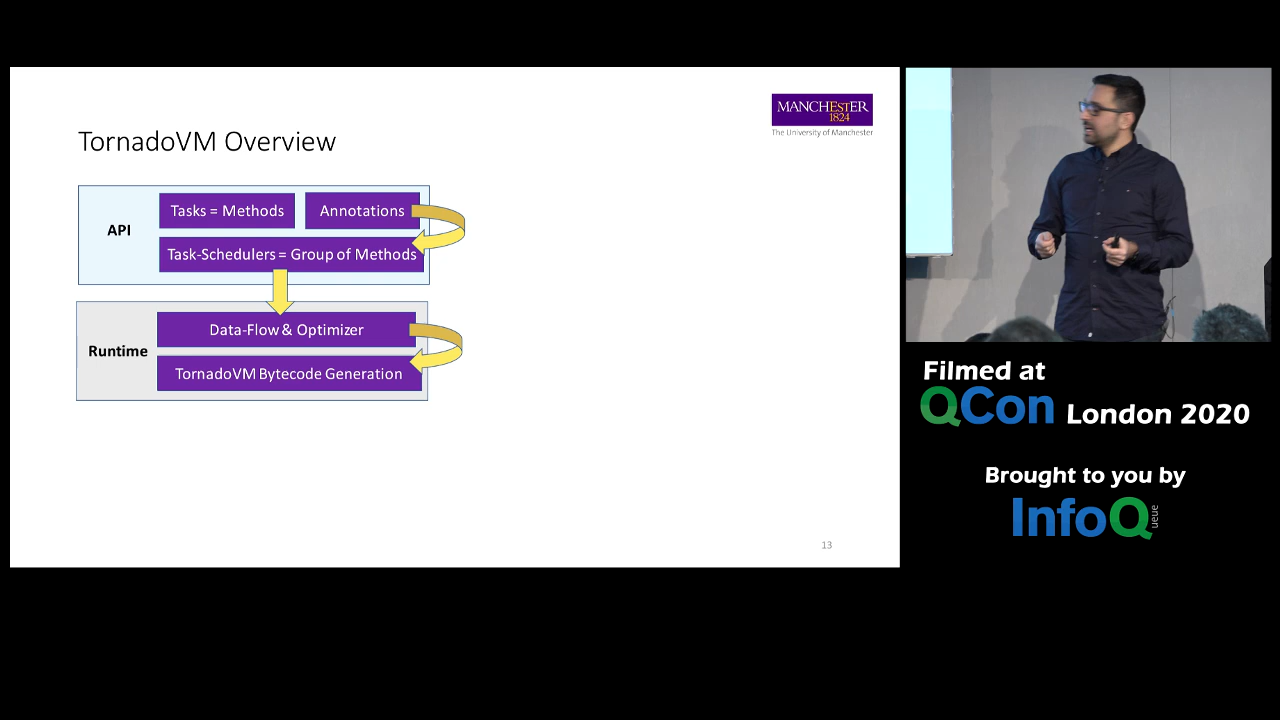 MANCHESTER
1824
The University of Manchester
TornadoVM Overview
API
Tasks = Methods
Annotations
Task-Schedulers = Group of Methods
Runtime
Data-Flow & Optimizer
TornadoVM Bytecode Generation
13
Filmed at
QCon London 2020
Brought to you by
InfoQueue